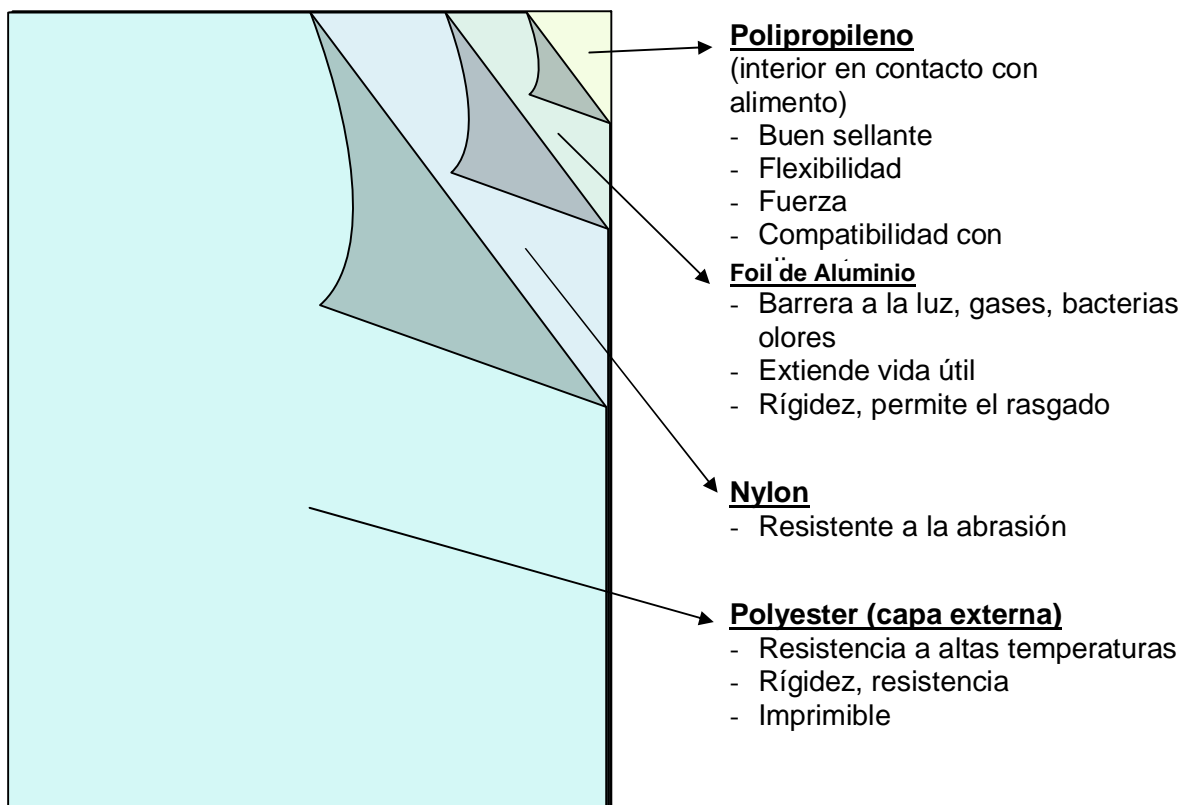 Polipropileno
(interior en contacto con
alimento)
- Buen sellante
- Flexibilidad
- Fuerza
- Compatibilidad con
Foil de Aluminio
- Barrera a la luz, gases, bacterias
olores
- Extiende vida útil
- Rígidez, permite el rasgado
Nylon
- Resistente a la abrasión
Polyester (capa externa)
- Resistencia a altas temperaturas
- Rígidez, resistencia
- Imprimible